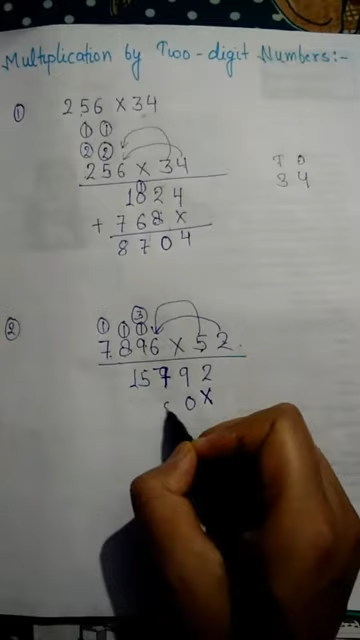 Multiplication by Two-digit Numbers:-
① 256 × 34
① ①
② ②
256 × 34
T O
3 4
①
1824
+ 768 ×
8704
② ③
① ① ①
7896 × 52.
15792
0 ×